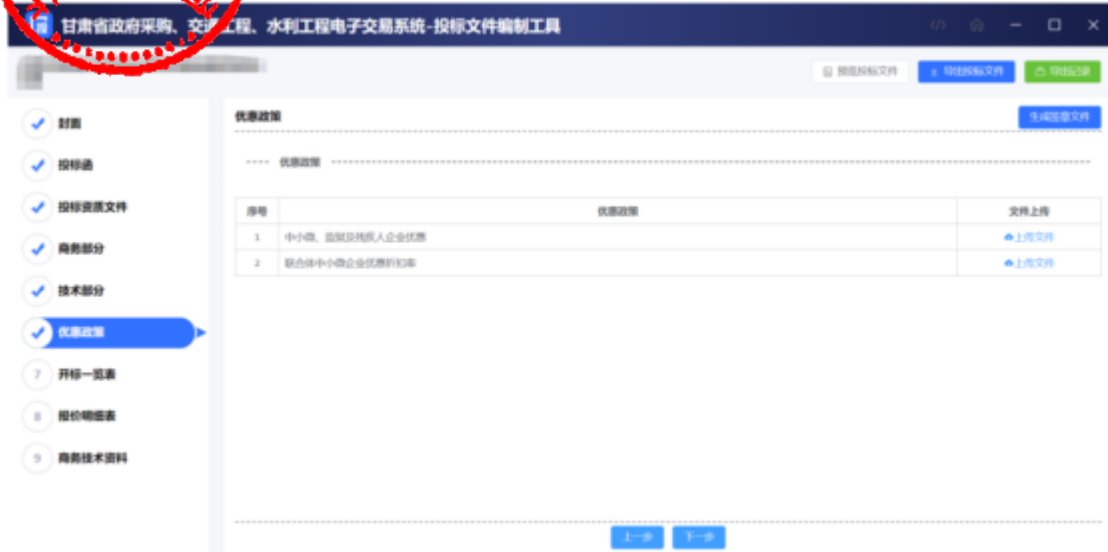 甘肃省政府采购、交通工程、水利工程电子交易系统-投标文件编制工具
预览投标文件
导出投标文件
导出记录
封面
投标函
投标资质文件
商务部分
技术部分
优惠政策
7 开标一览表
8 报价明细表
9 商务技术资料
优惠政策
生成签章文件
优惠政策
序号 优惠政策 文件上传
1 中小微、监狱及残疾人企业优惠 上传文件
2 联合体中小微企业优惠折扣率 上传文件
上一步 下一步